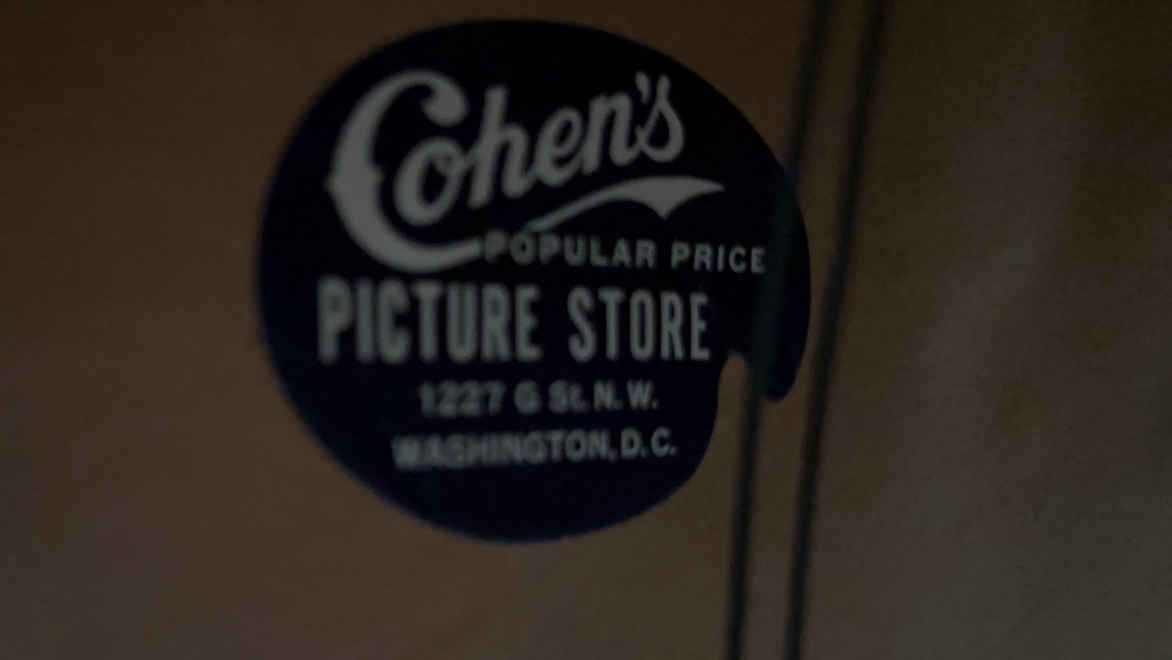 Cohen's
POPULAR PRICE
PICTURE STORE
1227 G St. N.W.
WASHINGTON, D.C.